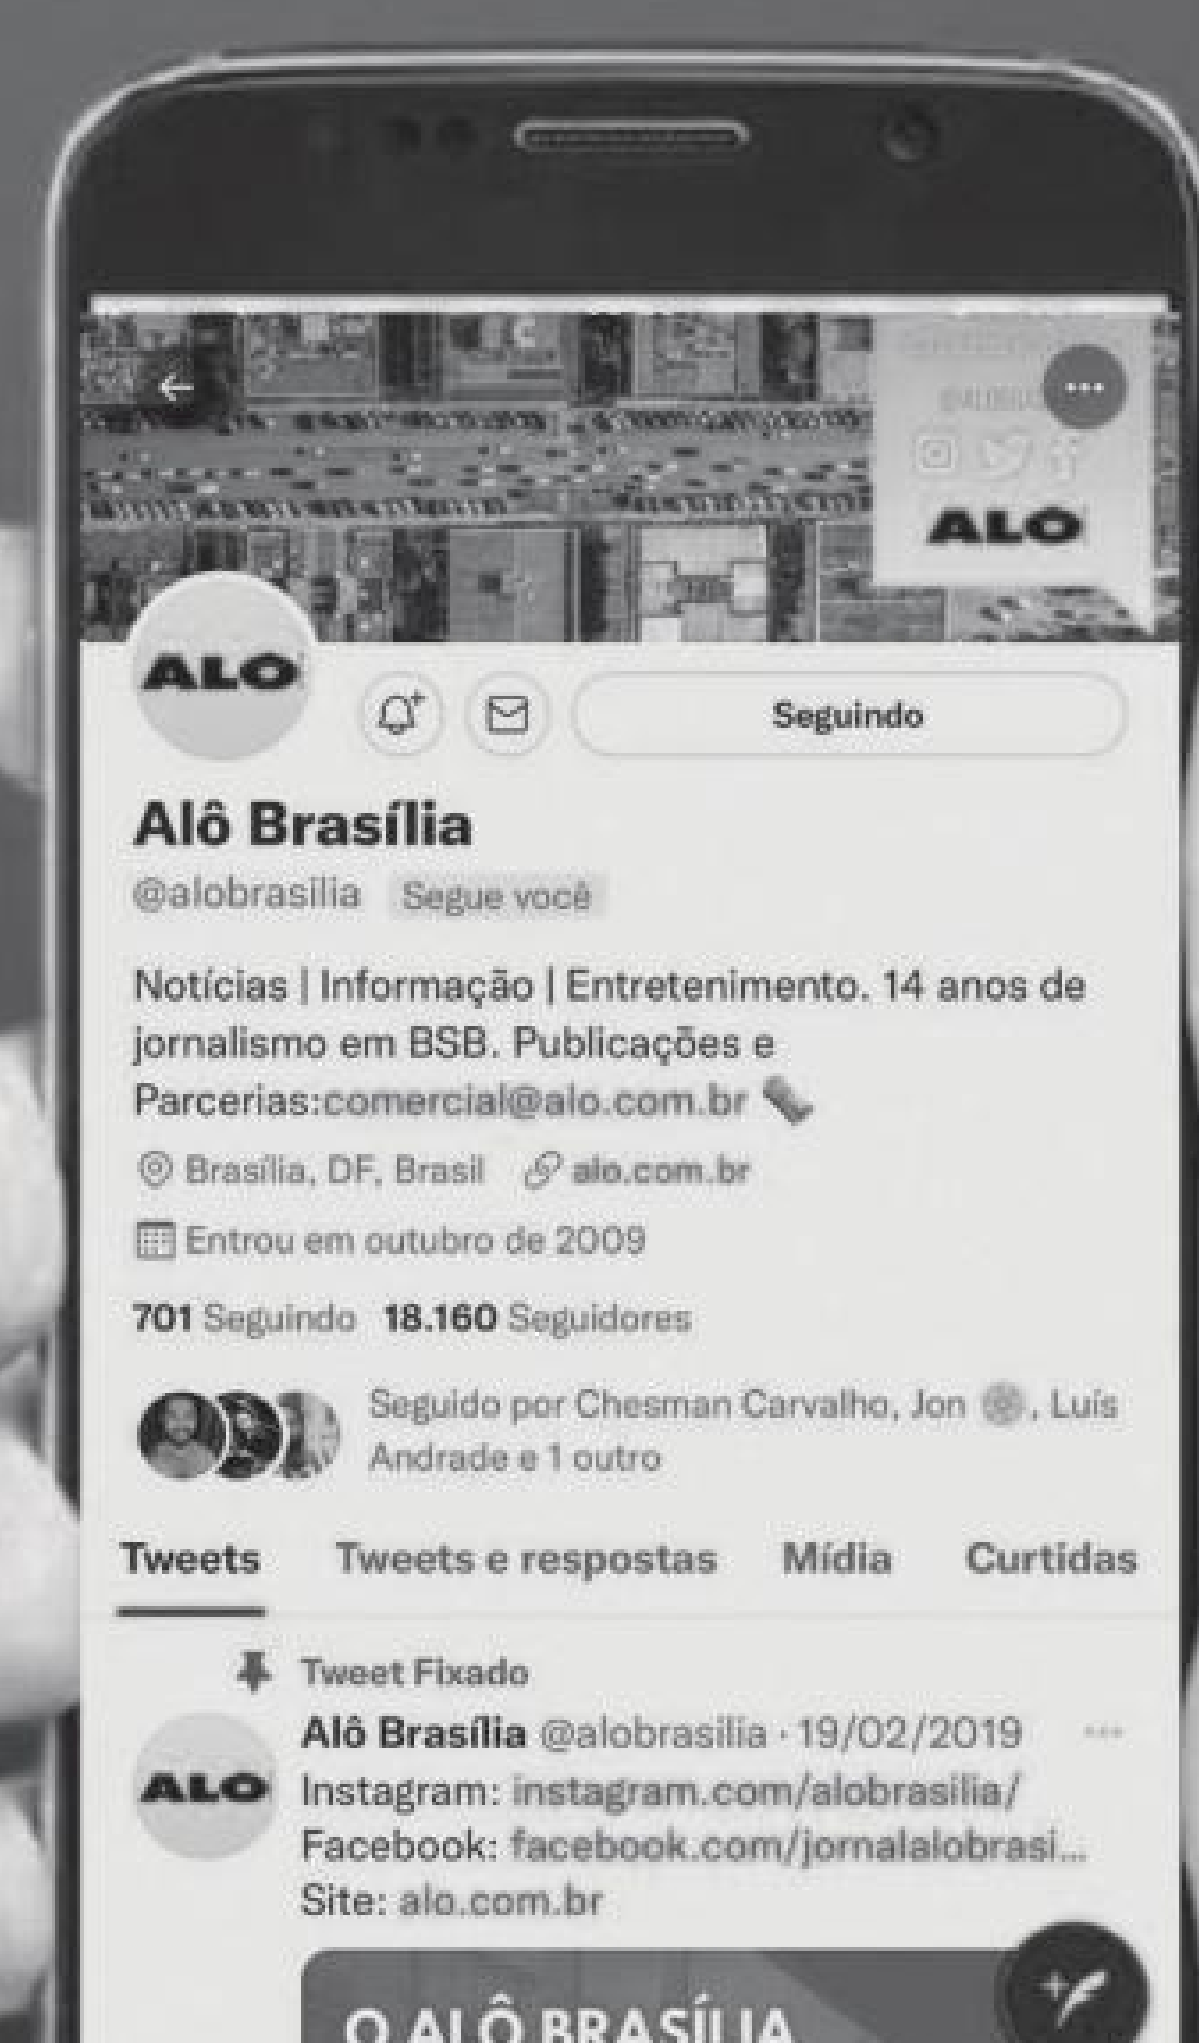 ALO
ALO
Seguindo
Alô Brasília
@alobrasilia Segue você
Notícias | Informação | Entretenimento. 14 anos de
jornalismo em BSB. Publicações e
Parcerias:comercial@alo.com.br
Brasília, DF, Brasil alo.com.br
Entrou em outubro de 2009
701 Seguindo 18.160 Seguidores
Seguido por Chesman Carvalho, Jon , Luís
Andrade e 1 outro
Tweets Tweets e respostas Mídia Curtidas
Tweet Fixado
Alô Brasília @alobrasilia · 19/02/2019
ALO
Instagram: instagram.com/alobrasilia/
Facebook: facebook.com/jornalalobrasi...
Site: alo.com.br
O ALÔ BRASÍLIA